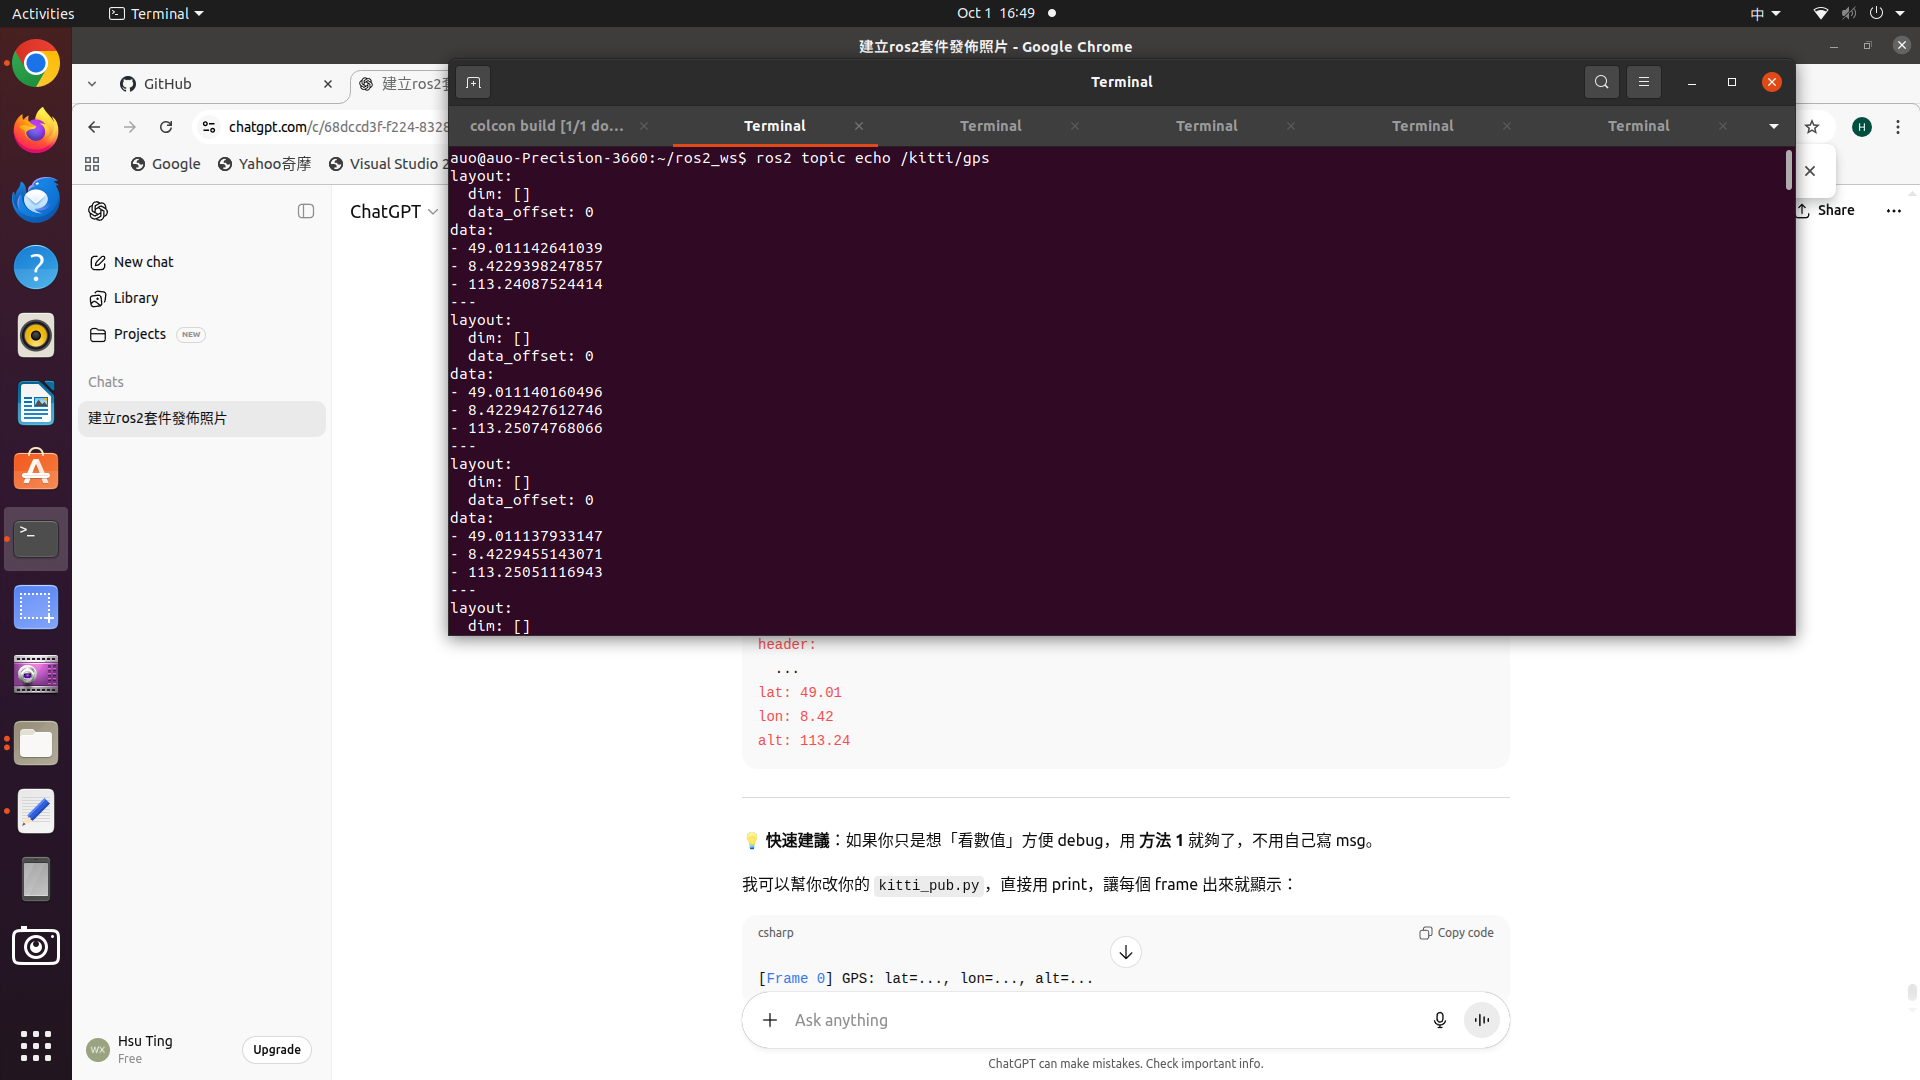 Activities
Terminal
Oct 1 16:49
中
建立ros2套件發佈照片 - Google Chrome
GitHub
建立ros2套
chatgpt.com/c/68dccd3f-f224-8328
H
Google
Yahoo奇摩
Visual Studio 2
Terminal
colcon build [1/1 do...
Terminal
Terminal
Terminal
Terminal
Terminal
auo@auo-Precision-3660:~/ros2_ws$ ros2 topic echo /kitti/gps
layout:
  dim: []
  data_offset: 0
data:
- 49.011142641039
- 8.4229398247857
- 113.24087524414
---
layout:
  dim: []
  data_offset: 0
data:
- 49.011140160496
- 8.4229427612746
- 113.25074768066
---
layout:
  dim: []
  data_offset: 0
data:
- 49.011137933147
- 8.4229455143071
- 113.25051116943
---
layout:
  dim: []
ChatGPT
Share
New chat
Library
Projects NEW
Chats
建立ros2套件發佈照片
header:
  ...
lat: 49.01
lon: 8.42
alt: 113.24
💡 快速建議：如果你只是想「看數值」方便 debug，用 方法 1 就夠了，不用自己寫 msg。
我可以幫你改你的 kitti_pub.py，直接用 print，讓每個 frame 出來就顯示：
csharp
Copy code
[Frame 0] GPS: lat=..., lon=..., alt=...
Ask anything
ChatGPT can make mistakes. Check important info.
WX
Hsu Ting
Free
Upgrade